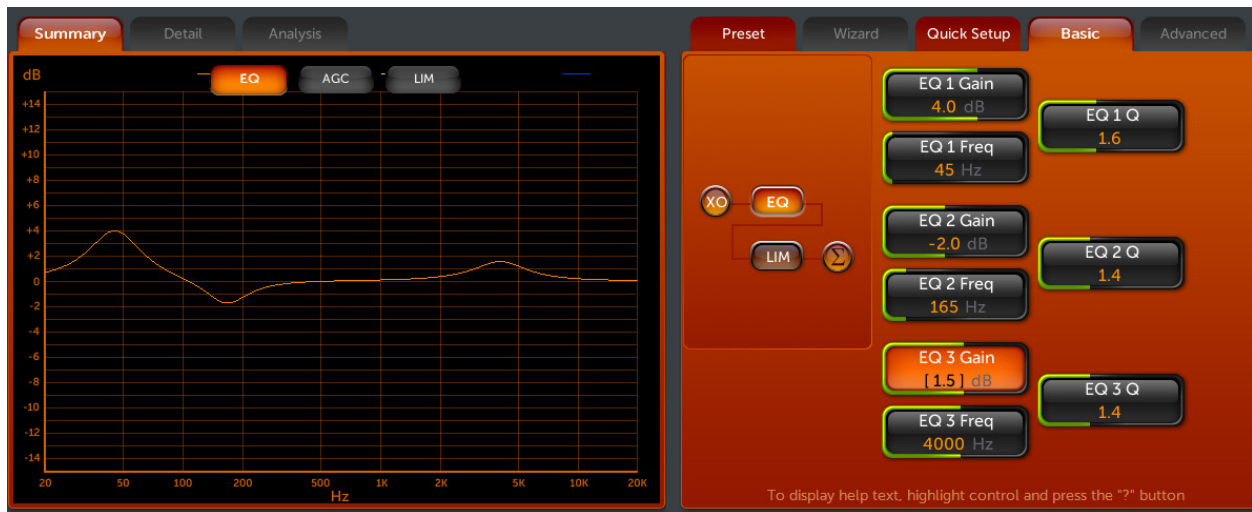 Summary
Detail
Analysis
dB
EQ
AGC
LIM
+14
+12
+10
+8
+6
+4
+2
0
-2
-4
-6
-8
-10
-12
-14
20 50 100 200 500 1K 2K 5K 10K 20K
Hz
Preset
Wizard
Quick Setup
Basic
Advanced
XO
EQ
LIM
Σ
EQ 1 Gain
4.0 dB
EQ 1 Freq
45 Hz
EQ 1 Q
1.6
EQ 2 Gain
-2.0 dB
EQ 2 Freq
165 Hz
EQ 2 Q
1.4
EQ 3 Gain
[ 1.5 ] dB
EQ 3 Freq
4000 Hz
EQ 3 Q
1.4
To display help text, highlight control and press the "?" button